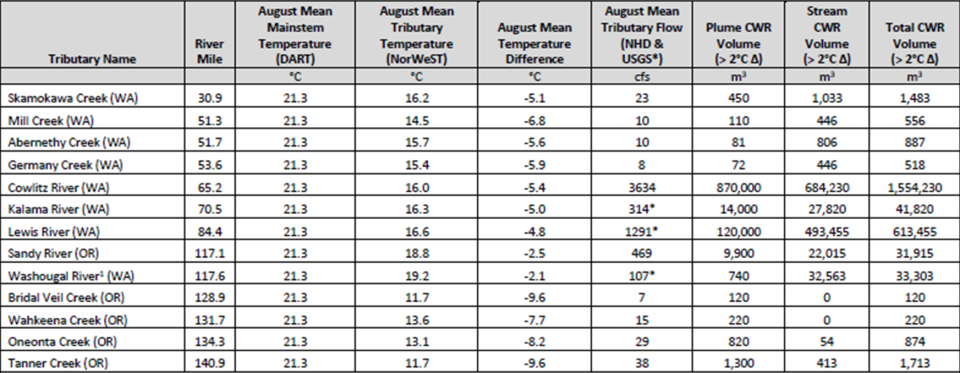 Tributary Name | River Mile | August Mean Mainstem Temperature (DART) | August Mean Tributary Temperature (NorWeST) | August Mean Temperature Difference | August Mean Tributary Flow (NHD & USGS*) | Plume CWR Volume (> 2°C Δ) | Stream CWR Volume (> 2°C Δ) | Total CWR Volume (> 2°C Δ)
°C | °C | °C | cfs | m³ | m³ | m³
Skamokawa Creek (WA) | 30.9 | 21.3 | 16.2 | -5.1 | 23 | 450 | 1,033 | 1,483
Mill Creek (WA) | 51.3 | 21.3 | 14.5 | -6.8 | 10 | 110 | 446 | 556
Abernethy Creek (WA) | 51.7 | 21.3 | 15.7 | -5.6 | 10 | 81 | 806 | 887
Germany Creek (WA) | 53.6 | 21.3 | 15.4 | -5.9 | 8 | 72 | 446 | 518
Cowlitz River (WA) | 65.2 | 21.3 | 16.0 | -5.4 | 3634 | 870,000 | 684,230 | 1,554,230
Kalama River (WA) | 70.5 | 21.3 | 16.3 | -5.0 | 314* | 14,000 | 27,820 | 41,820
Lewis River (WA) | 84.4 | 21.3 | 16.6 | -4.8 | 1291* | 120,000 | 493,455 | 613,455
Sandy River (OR) | 117.1 | 21.3 | 18.8 | -2.5 | 469 | 9,900 | 22,015 | 31,915
Washougal River¹ (WA) | 117.6 | 21.3 | 19.2 | -2.1 | 107* | 740 | 32,563 | 33,303
Bridal Veil Creek (OR) | 128.9 | 21.3 | 11.7 | -9.6 | 7 | 120 | 0 | 120
Wahkeena Creek (OR) | 131.7 | 21.3 | 13.6 | -7.7 | 15 | 220 | 0 | 220
Oneonta Creek (OR) | 134.3 | 21.3 | 13.1 | -8.2 | 29 | 820 | 54 | 874
Tanner Creek (OR) | 140.9 | 21.3 | 11.7 | -9.6 | 38 | 1,300 | 413 | 1,713